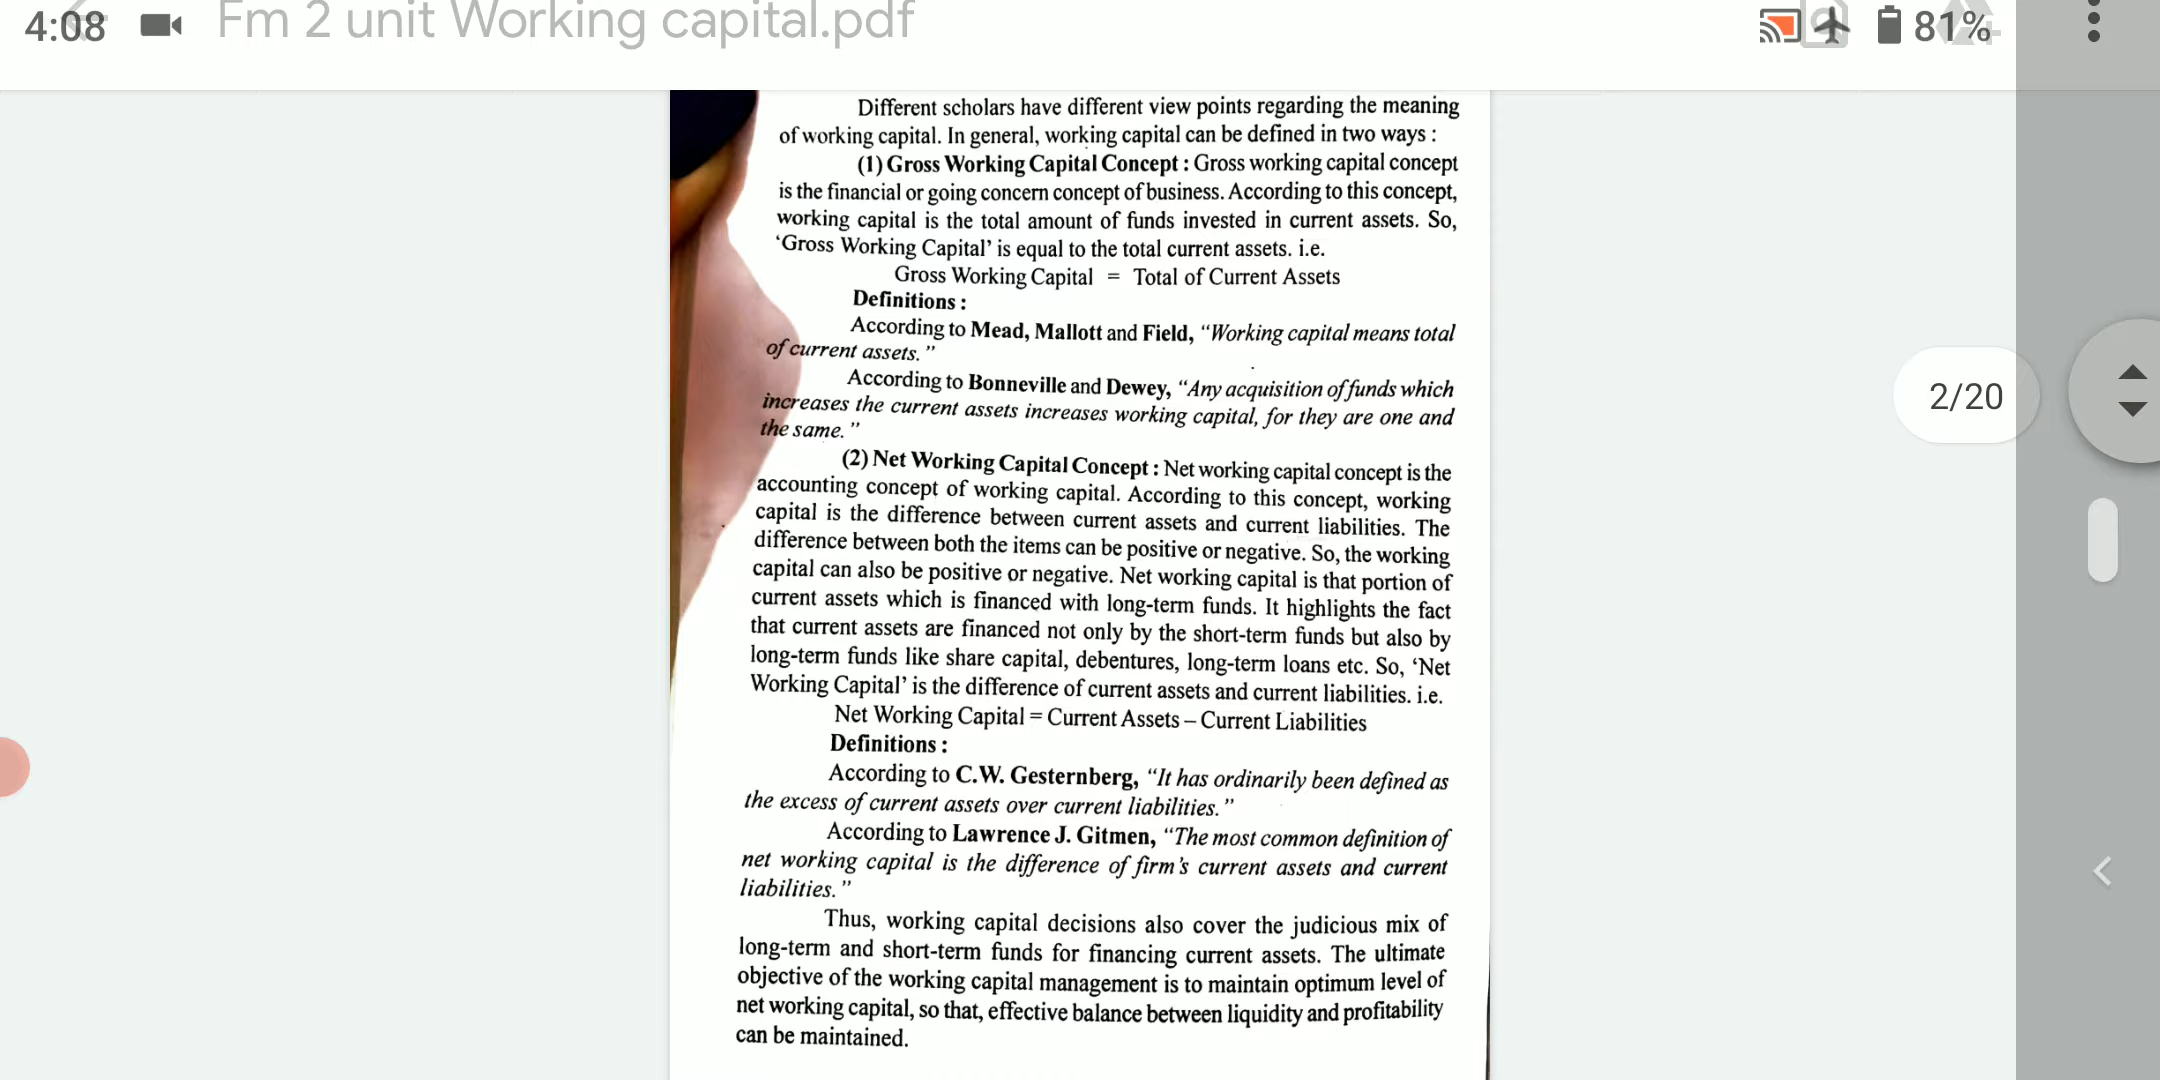 4:08 Fm 2 unit Working capital.pdf 81%
Different scholars have different view points regarding the meaning
of working capital. In general, working capital can be defined in two ways :
(1) Gross Working Capital Concept : Gross working capital concept
is the financial or going concern concept of business. According to this concept,
working capital is the total amount of funds invested in current assets. So,
‘Gross Working Capital’ is equal to the total current assets. i.e.
Gross Working Capital = Total of Current Assets
Definitions :
According to Mead, Mallott and Field, “Working capital means total
of current assets.”
According to Bonneville and Dewey, “Any acquisition of funds which
increases the current assets increases working capital, for they are one and
the same.”
(2) Net Working Capital Concept : Net working capital concept is the
accounting concept of working capital. According to this concept, working
capital is the difference between current assets and current liabilities. The
difference between both the items can be positive or negative. So, the working
capital can also be positive or negative. Net working capital is that portion of
current assets which is financed with long-term funds. It highlights the fact
that current assets are financed not only by the short-term funds but also by
long-term funds like share capital, debentures, long-term loans etc. So, ‘Net
Working Capital’ is the difference of current assets and current liabilities. i.e.
Net Working Capital = Current Assets – Current Liabilities
Definitions :
According to C.W. Gesternberg, “It has ordinarily been defined as
the excess of current assets over current liabilities.”
According to Lawrence J. Gitmen, “The most common definition of
net working capital is the difference of firm’s current assets and current
liabilities.”
Thus, working capital decisions also cover the judicious mix of
long-term and short-term funds for financing current assets. The ultimate
objective of the working capital management is to maintain optimum level of
net working capital, so that, effective balance between liquidity and profitability
can be maintained.
2/20